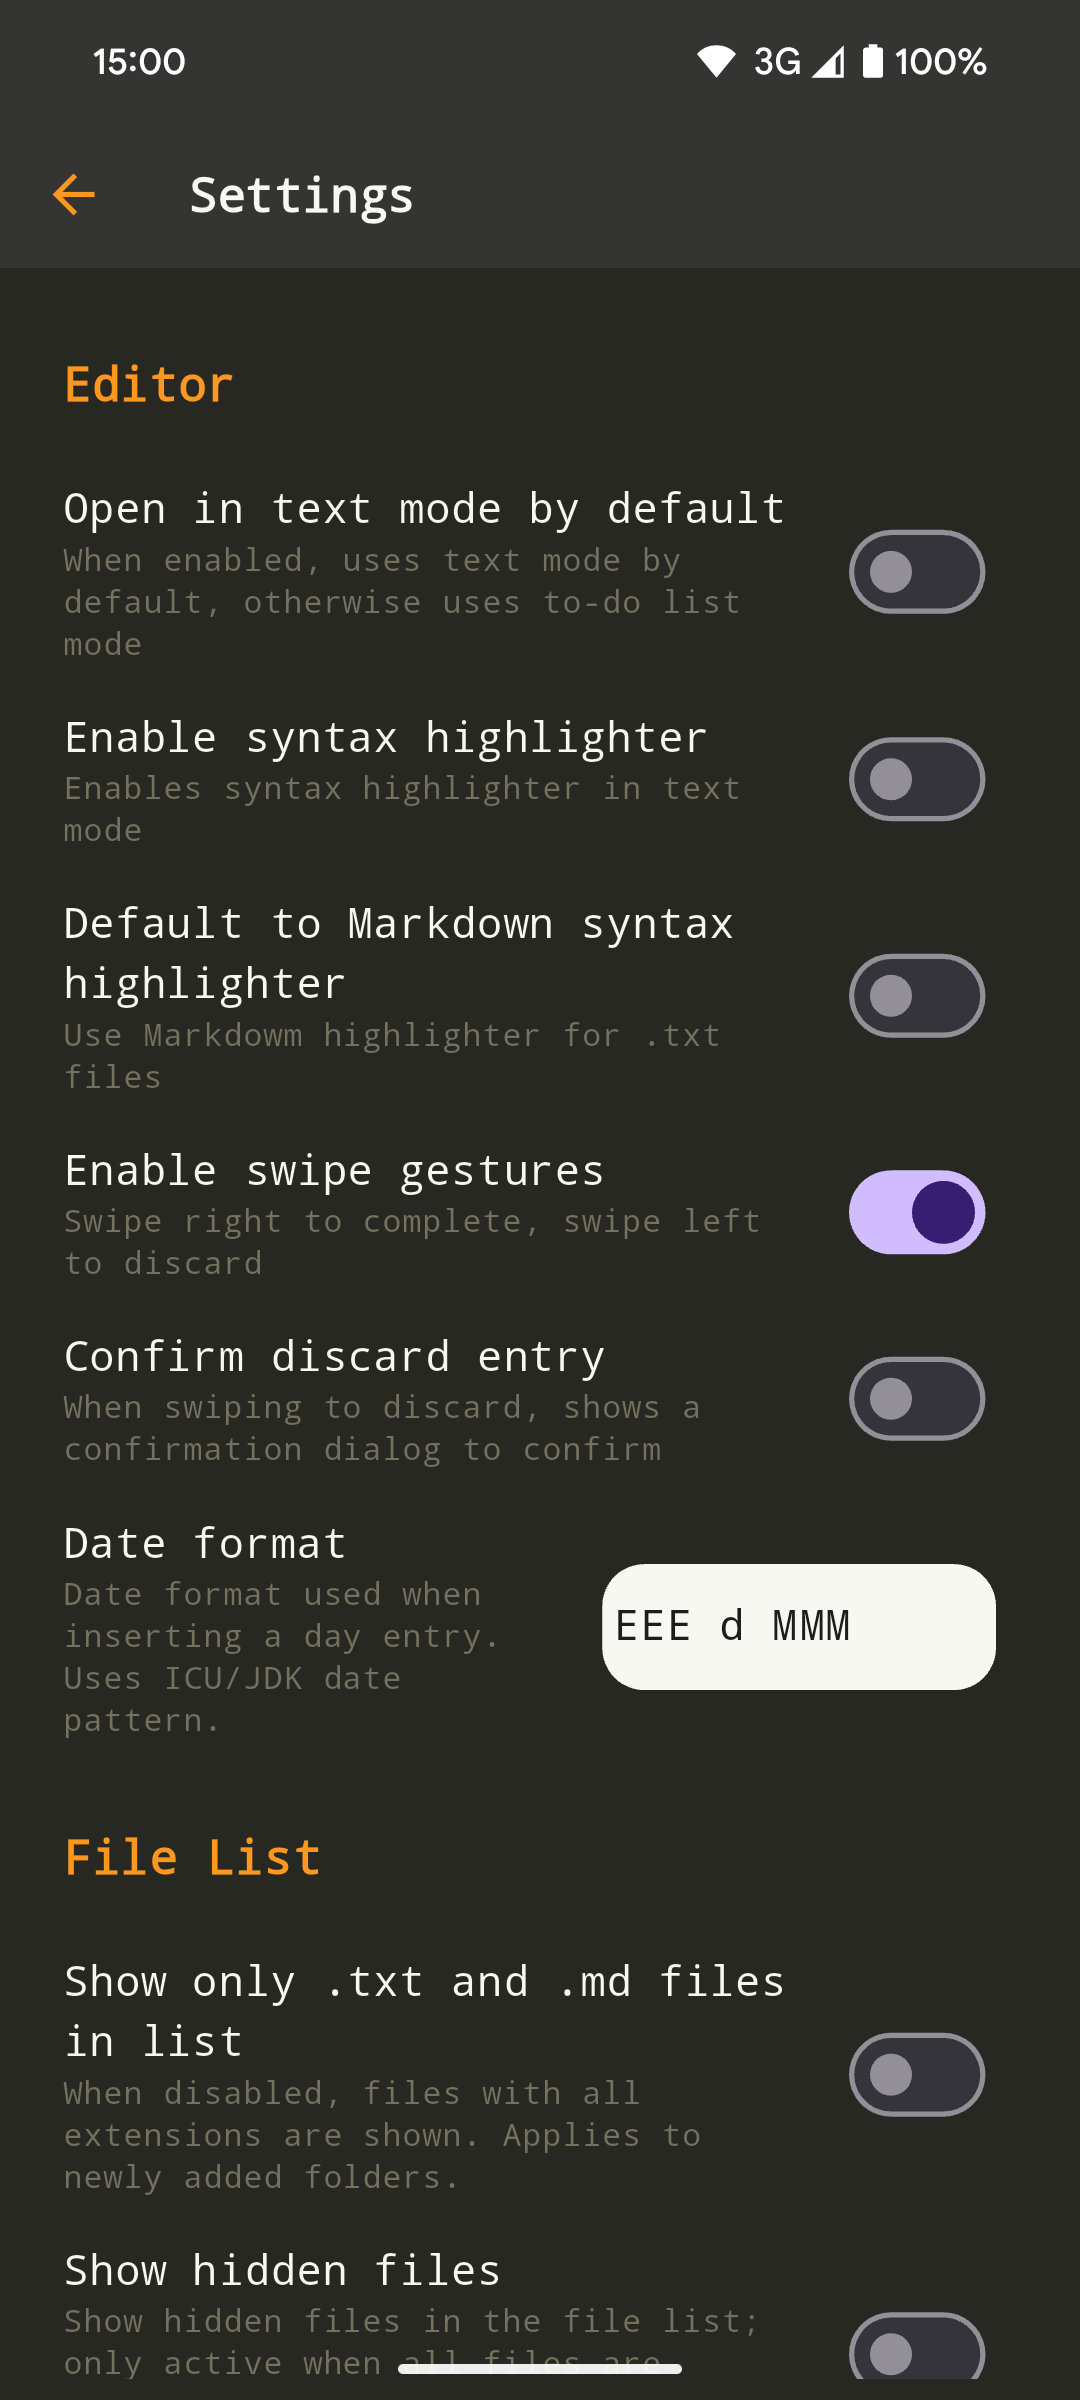 15:00 3G 100%
Settings
Editor
Open in text mode by default
When enabled, uses text mode by
default, otherwise uses to-do list
mode
Enable syntax highlighter
Enables syntax highlighter in text
mode
Default to Markdown syntax
highlighter
Use Markdowm highlighter for .txt
files
Enable swipe gestures
Swipe right to complete, swipe left
to discard
Confirm discard entry
When swiping to discard, shows a
confirmation dialog to confirm
Date format
Date format used when
inserting a day entry.
Uses ICU/JDK date
pattern.
EEE d MMM
File List
Show only .txt and .md files
in list
When disabled, files with all
extensions are shown. Applies to
newly added folders.
Show hidden files
Show hidden files in the file list;
only active when all files are